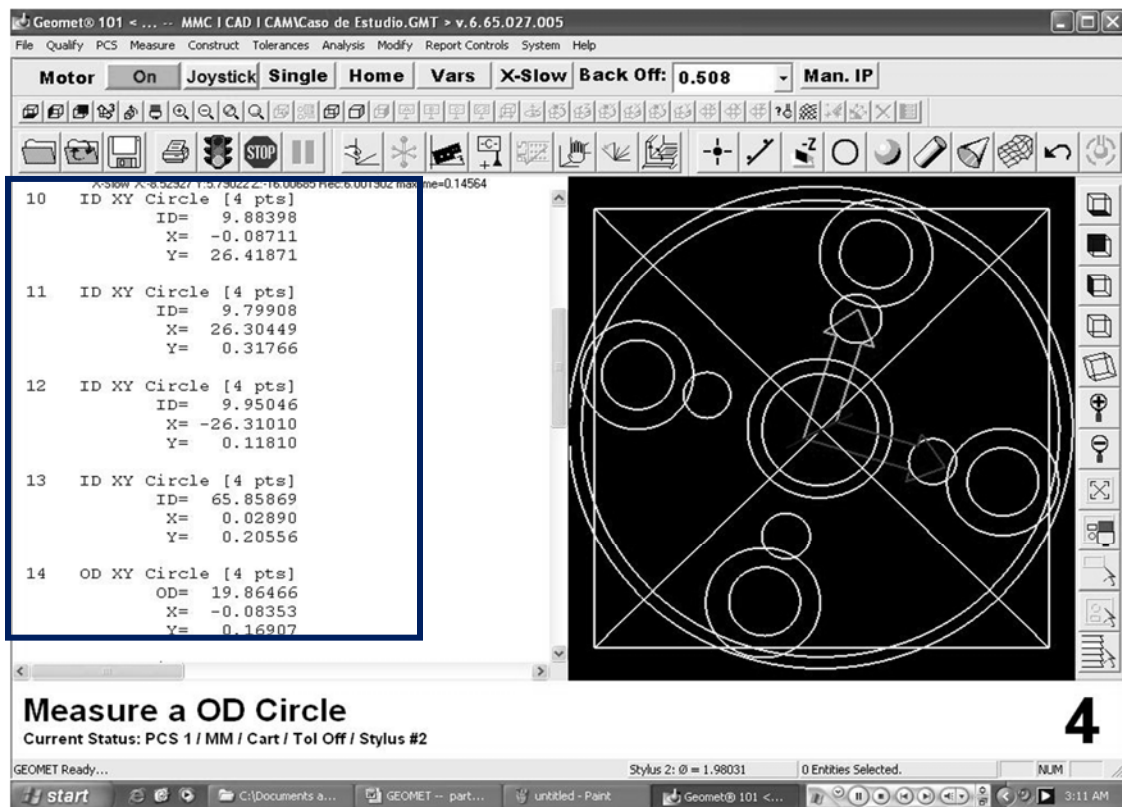 Geomet® 101 < ... -- MMC I CAD I CAM\Caso de Estudio.GMT > v.6.65.027.005
File Qualify PCS Measure Construct Tolerances Analysis Modify Report Controls System Help
Motor On Joystick Single Home Vars X-Slow Back Off: 0.508 Man. IP
STOP
-Z
10 ID XY Circle [4 pts]
ID= 9.88398
X= -0.08711
Y= 26.41871
11 ID XY Circle [4 pts]
ID= 9.79908
X= 26.30449
Y= 0.31766
12 ID XY Circle [4 pts]
ID= 9.95046
X= -26.31010
Y= 0.11810
13 ID XY Circle [4 pts]
ID= 65.85869
X= 0.02890
Y= 0.20556
14 OD XY Circle [4 pts]
OD= 19.86466
X= -0.08353
Y= 0.16907
Measure a OD Circle
4
Current Status: PCS 1 / MM / Cart / Tol Off / Stylus #2
GEOMET Ready... Stylus 2: Ø = 1.98031 0 Entities Selected. NUM
start C:\Documents a... GEOMET -- part... untitled - Paint Geomet® 101 <... 3:11 AM